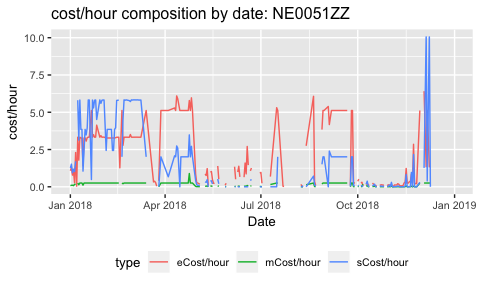 cost/hour composition by date: NE0051ZZ
10.0
7.5
5.0
2.5
0.0
cost/hour
Jan 2018 Apr 2018 Jul 2018 Oct 2018 Jan 2019
Date
type eCost/hour mCost/hour sCost/hour